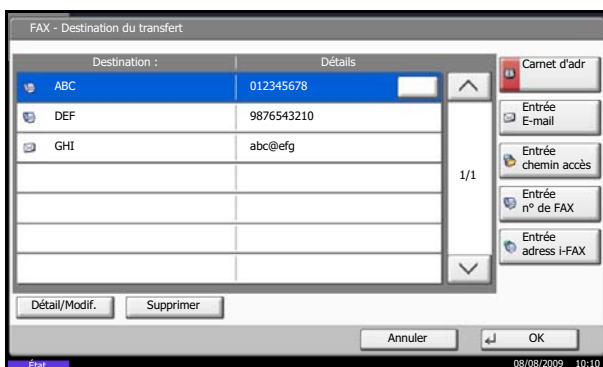 FAX - Destination du transfert
Destination : Détails
ABC 012345678
DEF 9876543210
GHI abc@efg
1/1
Carnet d'adr
Entrée
E-mail
Entrée
chemin accès
Entrée
n° de FAX
Entrée
adress i-FAX
Détail/Modif. Supprimer
Annuler OK
État 08/08/2009 10:10